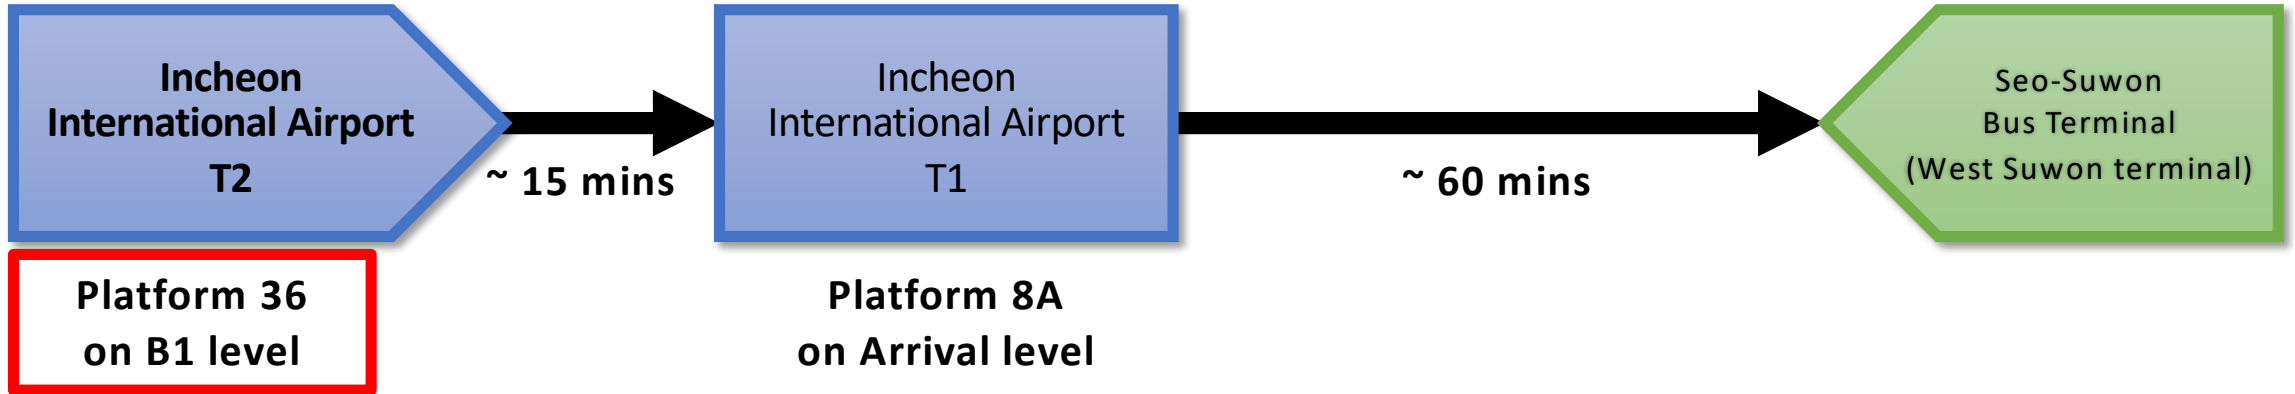 Incheon
International Airport
T2
~ 15 mins
Incheon
International Airport
T1
~ 60 mins
Seo-Suwon
Bus Terminal
(West Suwon terminal)
Platform 36
on B1 level
Platform 8A
on Arrival level